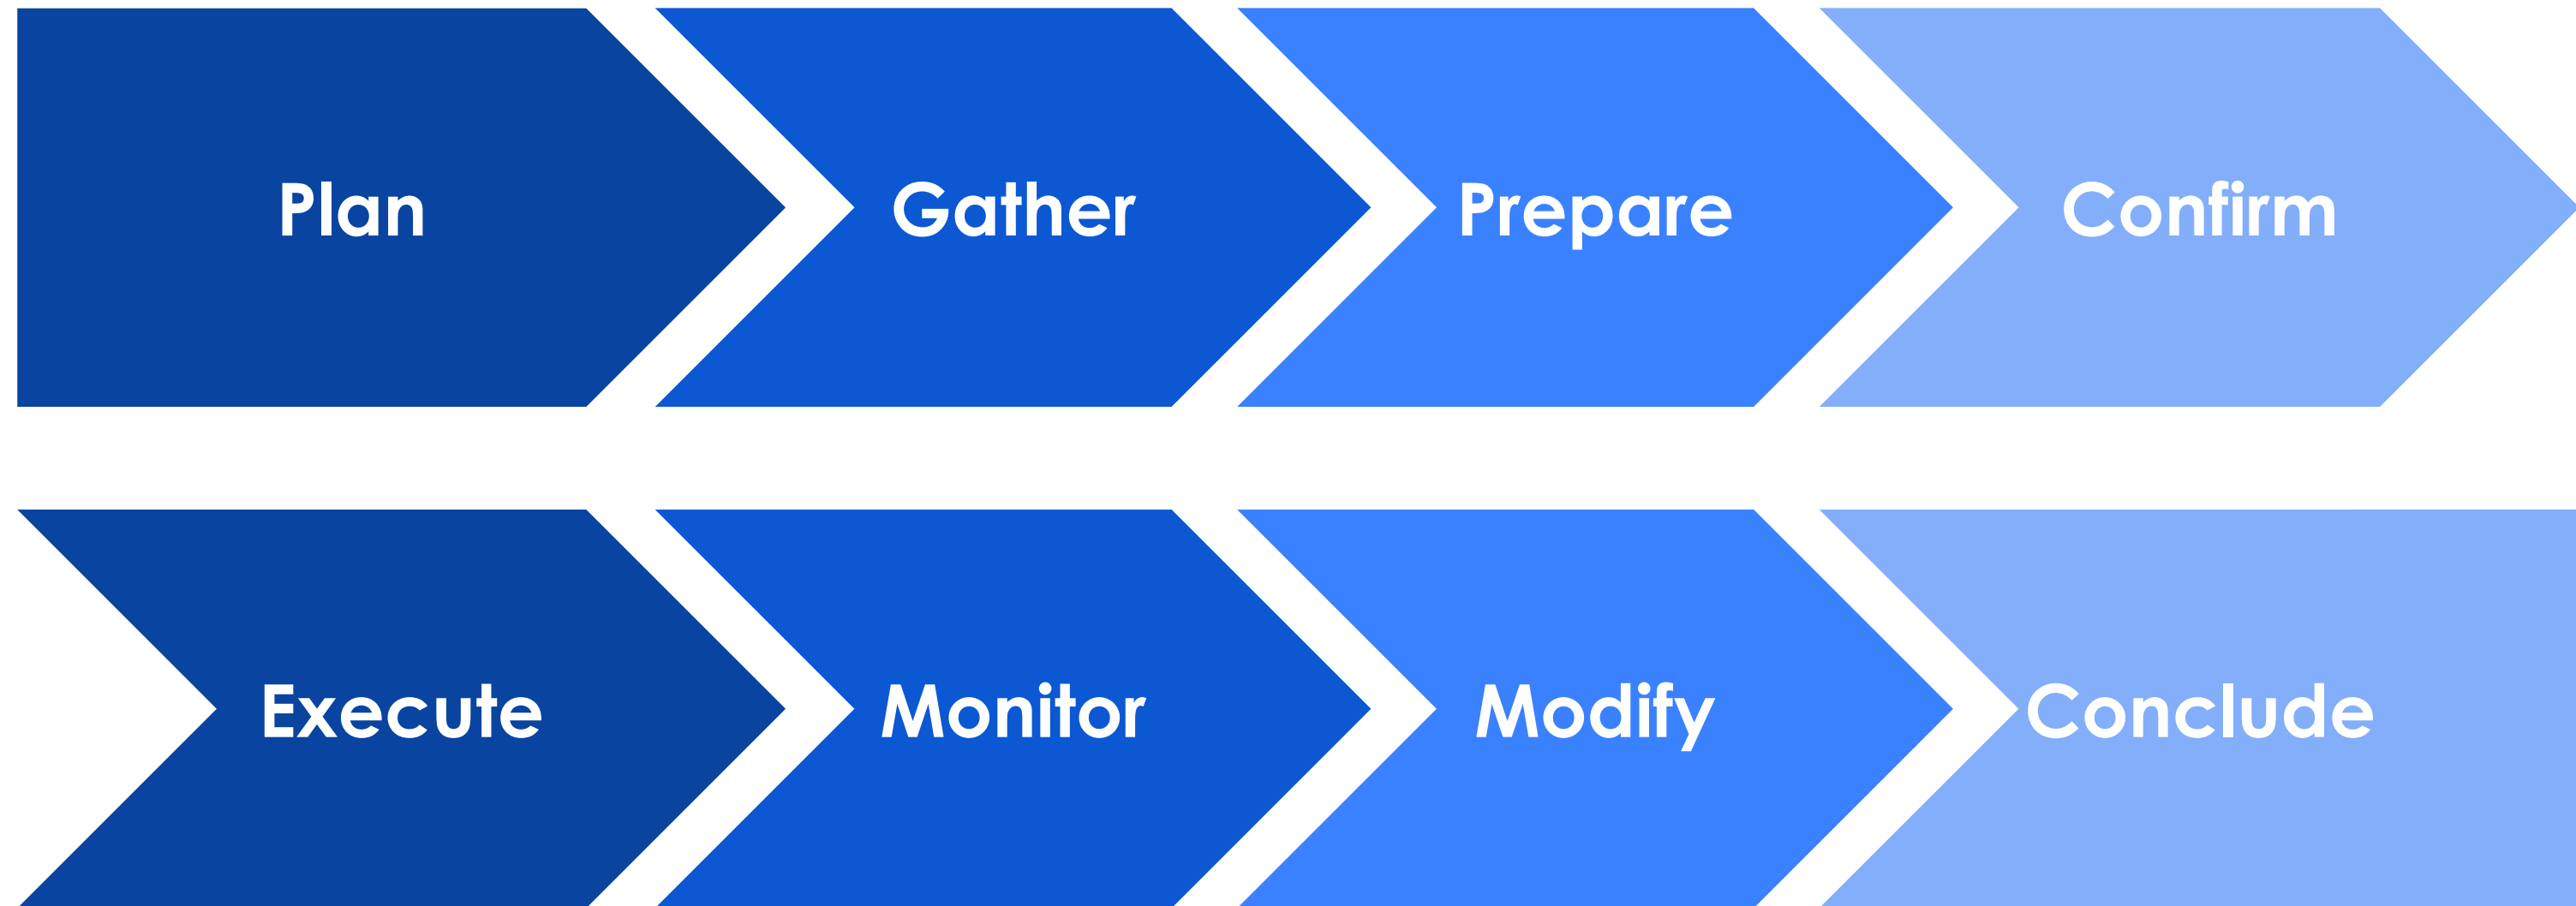 Plan
Gather
Prepare
Confirm
Execute
Monitor
Modify
Conclude